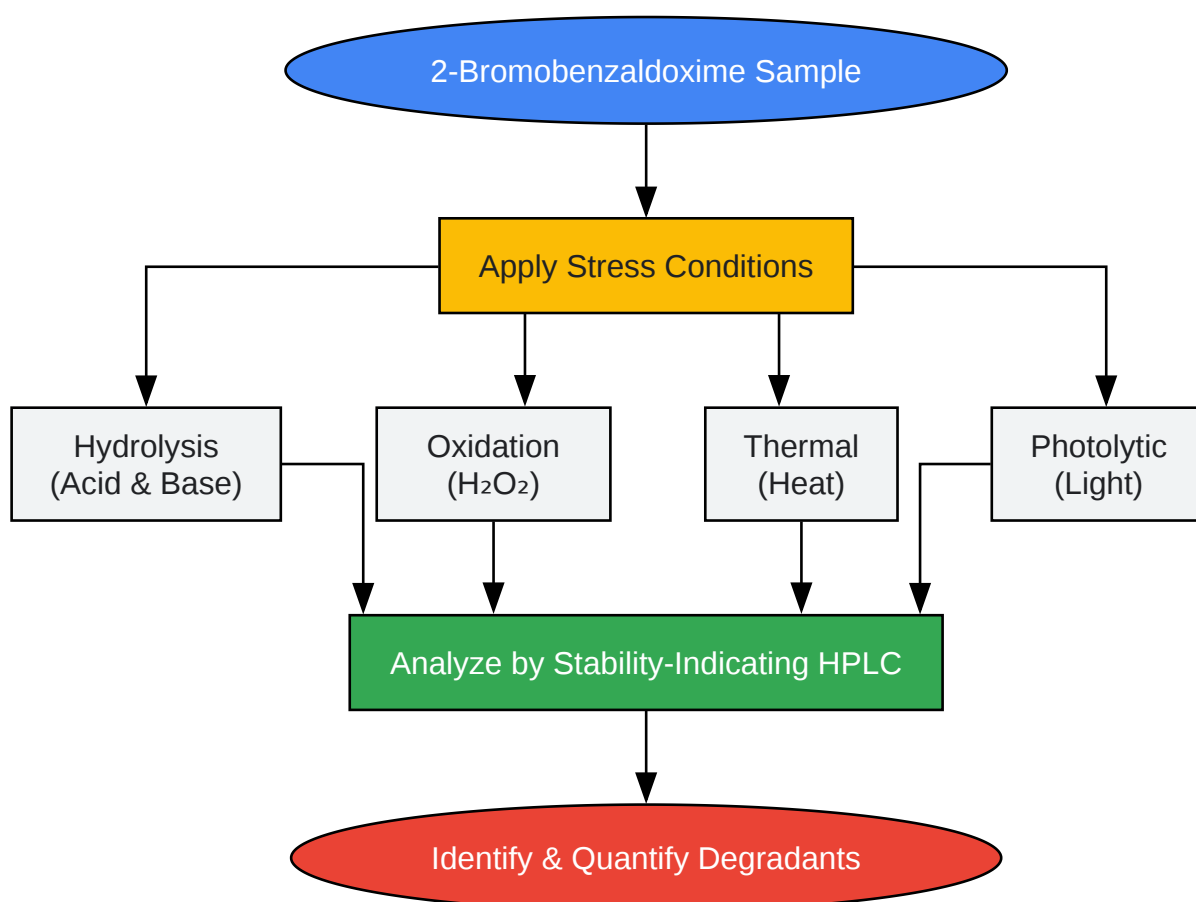 2-Bromobenzaldoxime Sample
Apply Stress Conditions
Hydrolysis
(Acid & Base)
Oxidation
(H₂O₂)
Thermal
(Heat)
Photolytic
(Light)
Analyze by Stability-Indicating HPLC
Identify & Quantify Degradants